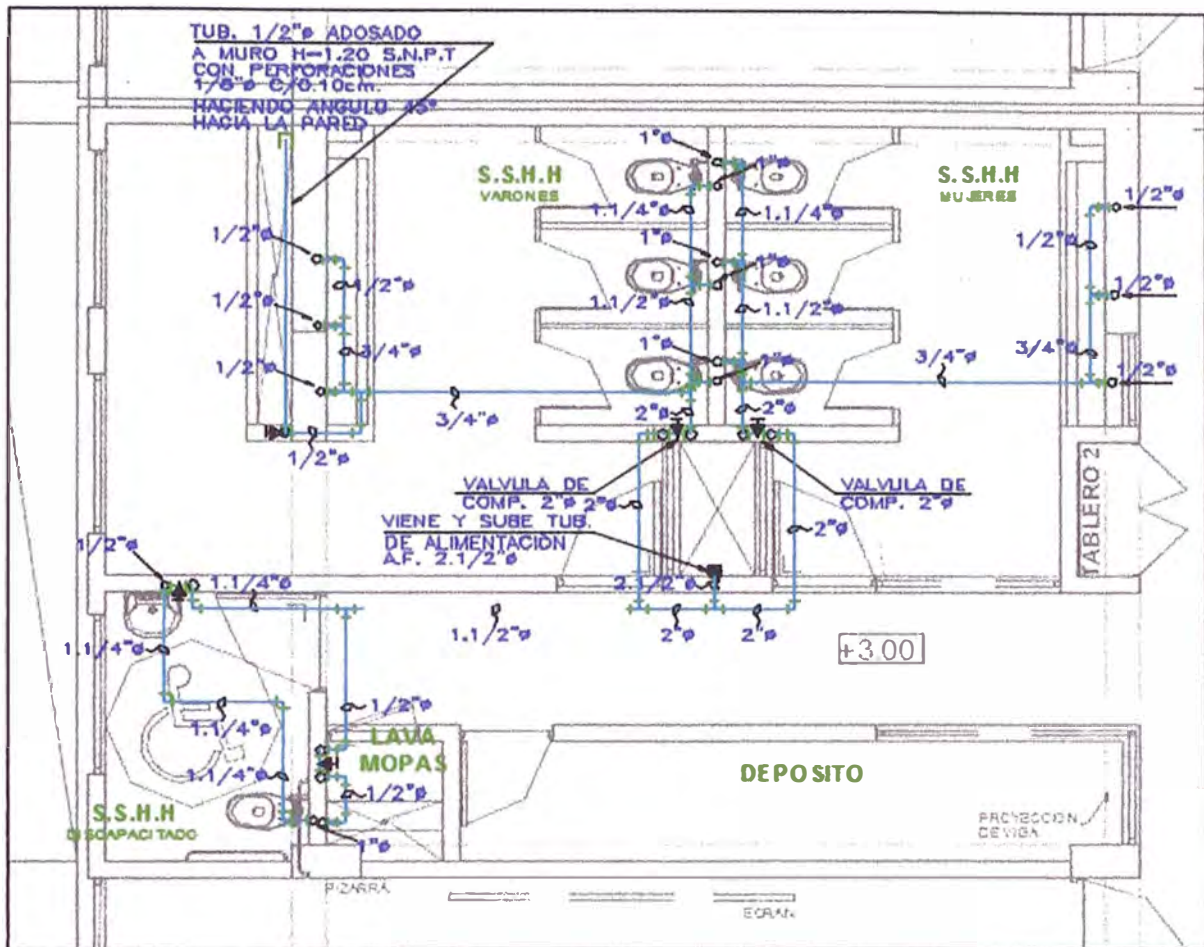 TUB. 1/2"ø ADOSADO
A MURO H=1.20 S.N.P.T
CON PERFORACIONES
1/8"ø C/0.10cm.
HACIENDO ANGULO 45°
HACIA LA PARED
S.S.H.H
VARONES
S.S.H.H
MUJERES
1"ø
1"ø
1.1/4"ø
1.1/4"ø
1/2"ø
1/2"ø
1/2"ø
1"ø
1"ø
1/2"ø
1.1/2"ø
1.1/2"ø
1/2"ø
1/2"ø
3/4"ø
1"ø
1"ø
3/4"ø
3/4"ø
1/2"ø
1/2"ø
3/4"ø
2"ø
2"ø
1/2"ø
VALVULA DE
COMP. 2"ø
2"ø
VALVULA DE
COMP. 2"ø
2"ø
TABLERO 2
VIENE Y SUBE TUB.
DE ALIMENTACIÓN
A.F. 2.1/2"ø
1/2"ø
1.1/4"ø
2.1/2"ø
1.1/2"ø
2"ø
2"ø
+3.00
1.1/4"ø
1.1/4"ø
1/2"ø
LAVA
MOPAS
1.1/4"ø
1/2"ø
DEPOSITO
S.S.H.H
DISCAPACITADO
1"ø
PROYECCION
DE VIGA
PIZARRA
ECRAN